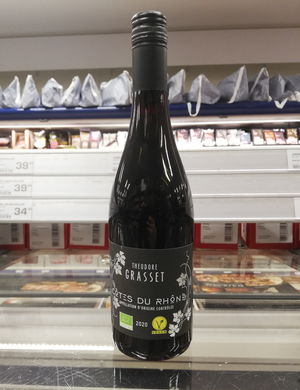 THEODORE
GRASSET
CÔTES DU RHÔNE
APPELLATION D'ORIGINE CONTRÔLÉE
2020
VEGAN
39
39
34